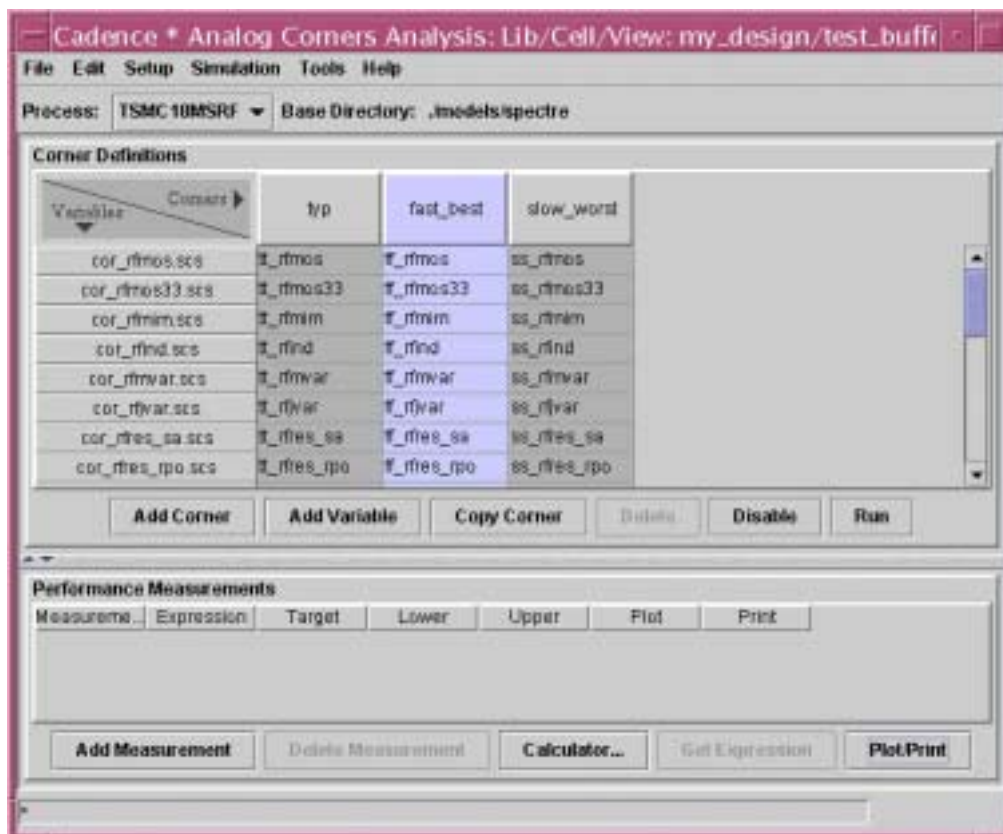 Cadence * Analog Corners Analysis: Lib/Cell/View: my_design/test_buffe
File Edit Setup Simulation Tools Help
Process: TSMC18MSRF Base Directory: ./models/spectre
Corner Definitions
Variables Corners typ fast_best slow_worst
cor_rfmos.scs tt_rfmos ff_rfmos ss_rfmos
cor_rfmos33.scs tt_rfmos33 ff_rfmos33 ss_rfmos33
cor_rfmim.scs tt_rfmim ff_rfmim ss_rfmim
cor_rfind.scs tt_rfind ff_rfind ss_rfind
cor_rfmvar.scs tt_rfmvar ff_rfmvar ss_rfmvar
cor_rfjvar.scs tt_rfjvar ff_rfjvar ss_rfjvar
cor_rfres_sa.scs tt_rfres_sa ff_rfres_sa ss_rfres_sa
cor_rfres_rpo.scs tt_rfres_rpo ff_rfres_rpo ss_rfres_rpo
Add Corner Add Variable Copy Corner Delete Disable Run
Performance Measurements
Measureme... Expression Target Lower Upper Plot Print
Add Measurement Delete Measurement Calculator... Get Expression Plot/Print